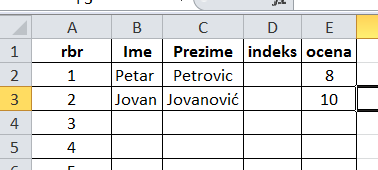 A B C D E
1 rbr Ime Prezime indeks ocena
2 1 Petar Petrovic 8
3 2 Jovan Jovanović 10
4 3
5 4